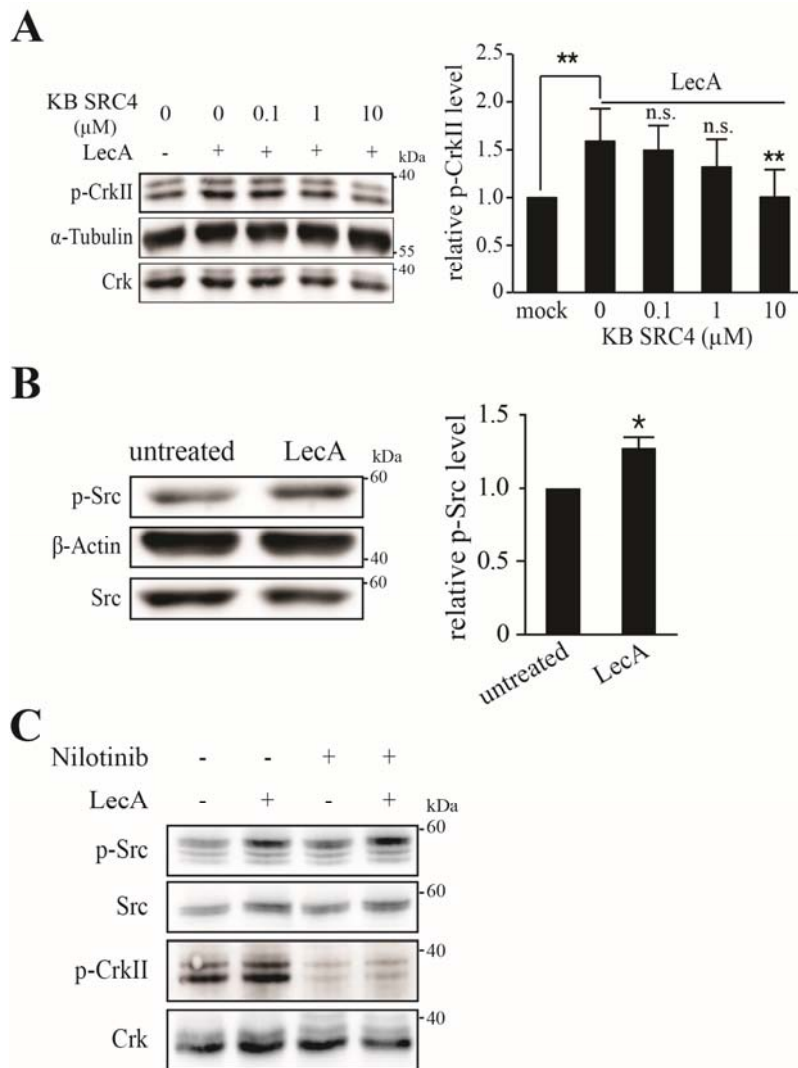 A
KB SRC4 0 0 0.1 1 10
(µM)
LecA - + + + + kDa
p-CrkII 40
α-Tubulin 55
Crk 40
relative p-CrkII level
2.5
2.0
1.5
1.0
0.5
0
** LecA
n.s. n.s. **
mock 0 0.1 1 10
KB SRC4 (µM)
B
untreated LecA kDa
p-Src 60
β-Actin 40
Src 60
relative p-Src level
1.5
1.0
0.5
0
*
untreated LecA
C
Nilotinib - - + +
LecA - + - + kDa
p-Src 60
Src 60
p-CrkII 40
Crk 40